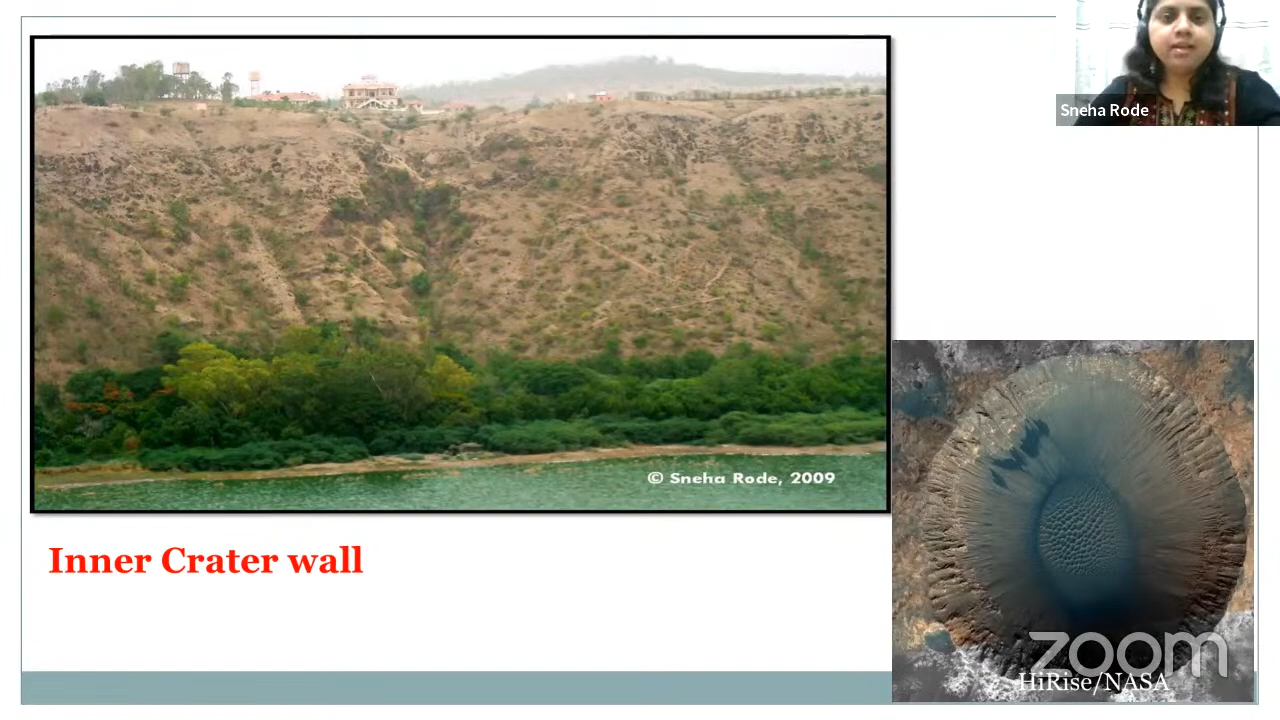 Sneha Rode
© Sneha Rode, 2009
Inner Crater wall
zoom
HiRise/NASA